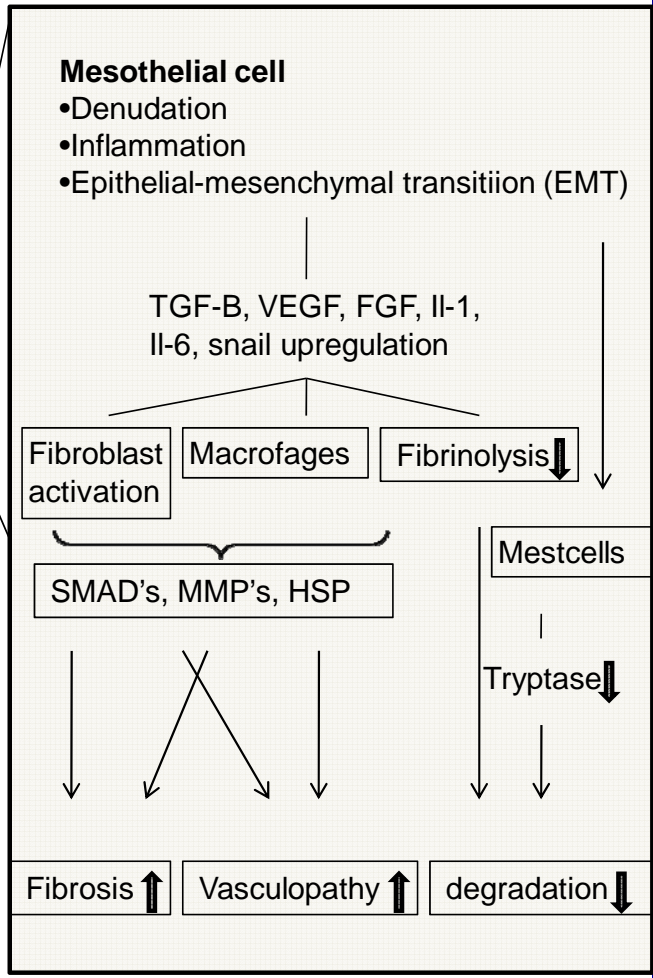 Mesothelial cell
•Denudation
•Inflammation
•Epithelial-mesenchymal transitiion (EMT)
TGF-B, VEGF, FGF, Il-1,
Il-6, snail upregulation
Fibroblast
activation
Macrofages
Fibrinolysis
Mestcells
SMAD's, MMP's, HSP
Tryptase
Fibrosis
Vasculopathy
degradation